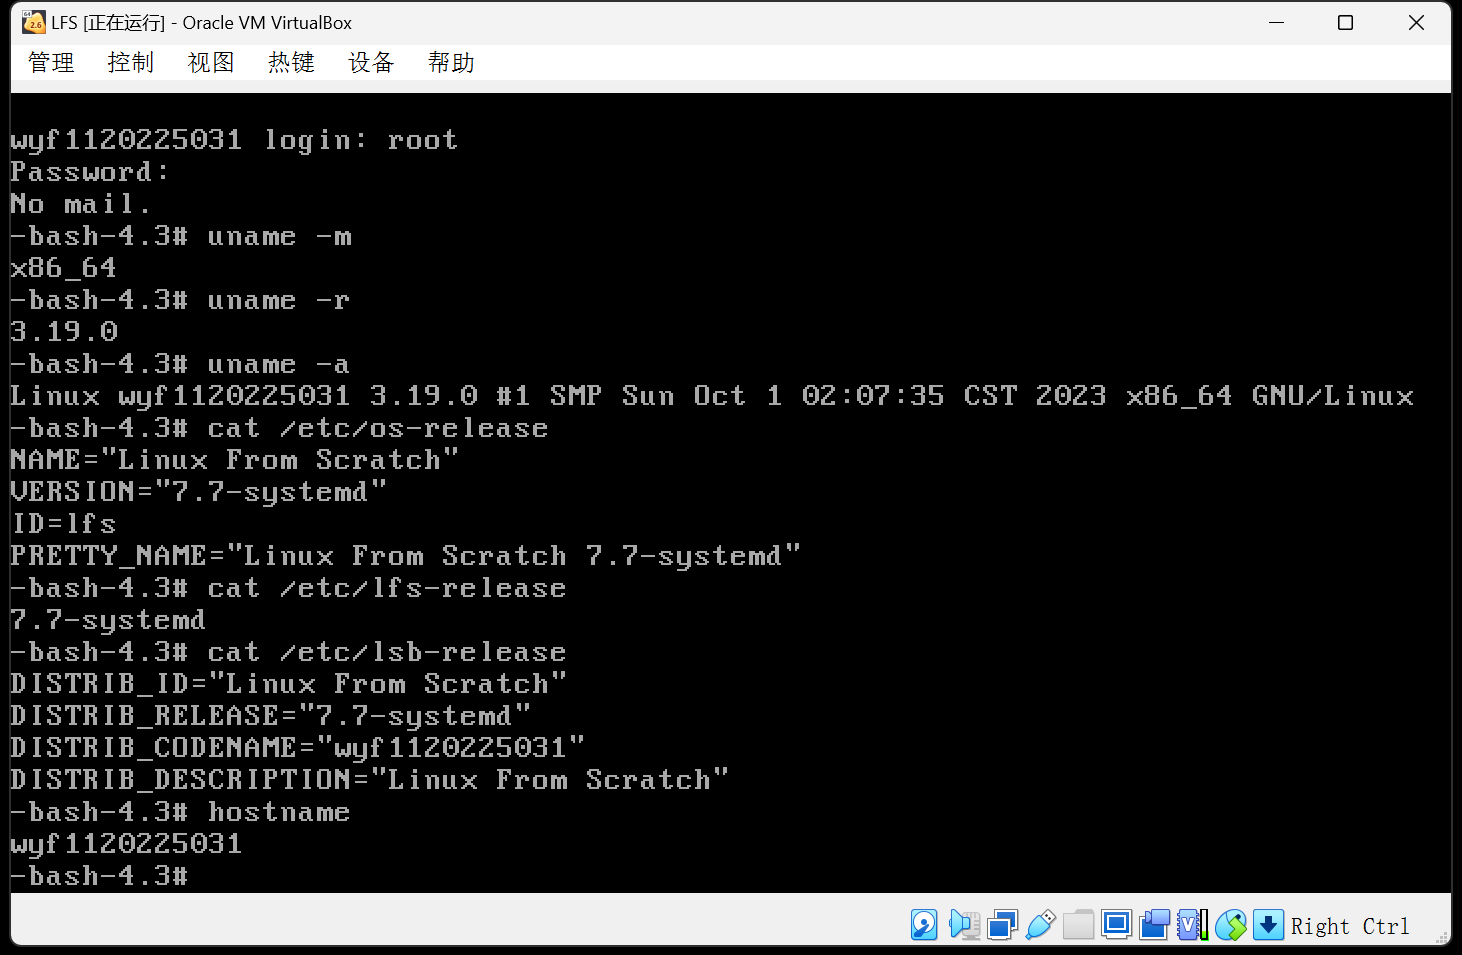 LFS [正在运行] - Oracle VM VirtualBox
管理 控制 视图 热键 设备 帮助
wyf1120225031 login: root
Password:
No mail.
-bash-4.3# uname -m
x86_64
-bash-4.3# uname -r
3.19.0
-bash-4.3# uname -a
Linux wyf1120225031 3.19.0 #1 SMP Sun Oct 1 02:07:35 CST 2023 x86_64 GNU/Linux
-bash-4.3# cat /etc/os-release
NAME="Linux From Scratch"
VERSION="7.7-systemd"
ID=lfs
PRETTY_NAME="Linux From Scratch 7.7-systemd"
-bash-4.3# cat /etc/lfs-release
7.7-systemd
-bash-4.3# cat /etc/lsb-release
DISTRIB_ID="Linux From Scratch"
DISTRIB_RELEASE="7.7-systemd"
DISTRIB_CODENAME="wyf1120225031"
DISTRIB_DESCRIPTION="Linux From Scratch"
-bash-4.3# hostname
wyf1120225031
-bash-4.3#
Right Ctrl